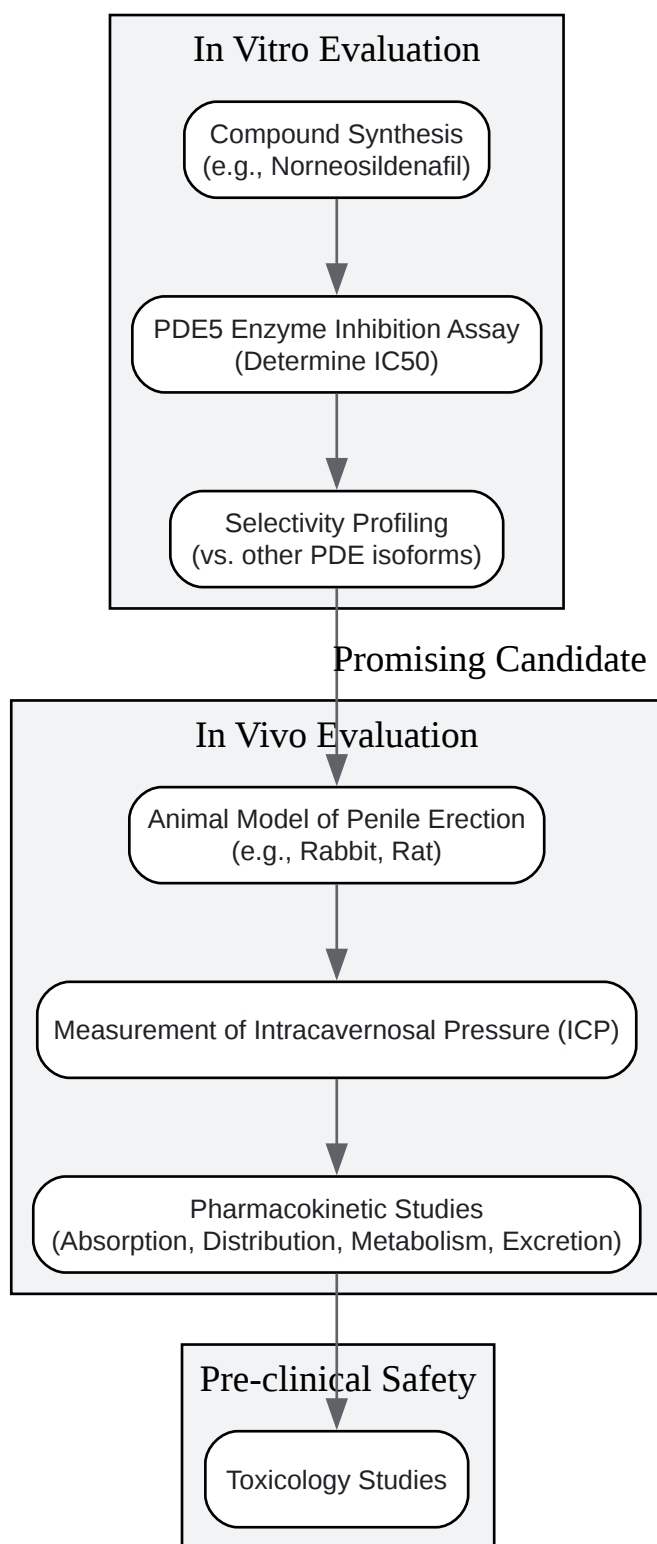 In Vitro Evaluation
Compound Synthesis
(e.g., Norneosildenafil)
PDE5 Enzyme Inhibition Assay
(Determine IC50)
Selectivity Profiling
(vs. other PDE isoforms)
Promising Candidate
In Vivo Evaluation
Animal Model of Penile Erection
(e.g., Rabbit, Rat)
Measurement of Intracavernosal Pressure (ICP)
Pharmacokinetic Studies
(Absorption, Distribution, Metabolism, Excretion)
Pre-clinical Safety
Toxicology Studies